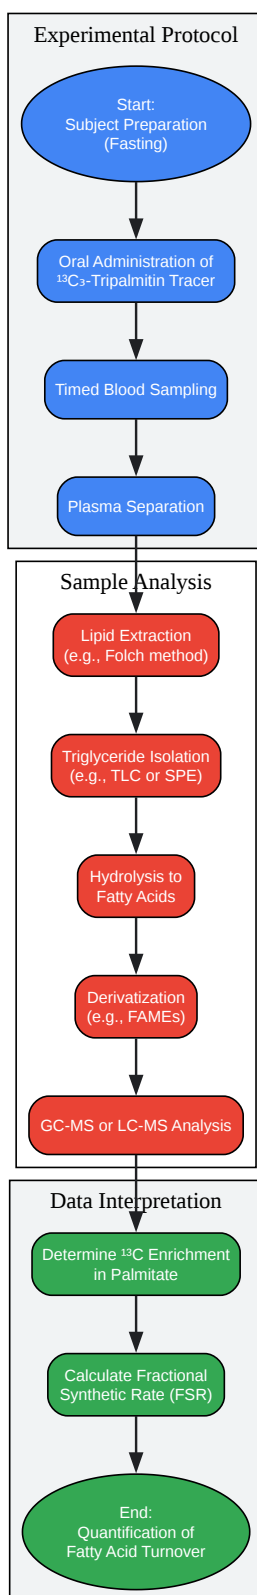 Experimental Protocol
Start:
Subject Preparation
(Fasting)
Oral Administration of
¹³C₃-Tripalmitin Tracer
Timed Blood Sampling
Plasma Separation
Sample Analysis
Lipid Extraction
(e.g., Folch method)
Triglyceride Isolation
(e.g., TLC or SPE)
Hydrolysis to
Fatty Acids
Derivatization
(e.g., FAMEs)
GC-MS or LC-MS Analysis
Data Interpretation
Determine ¹³C Enrichment
in Palmitate
Calculate Fractional
Synthetic Rate (FSR)
End:
Quantification of
Fatty Acid Turnover